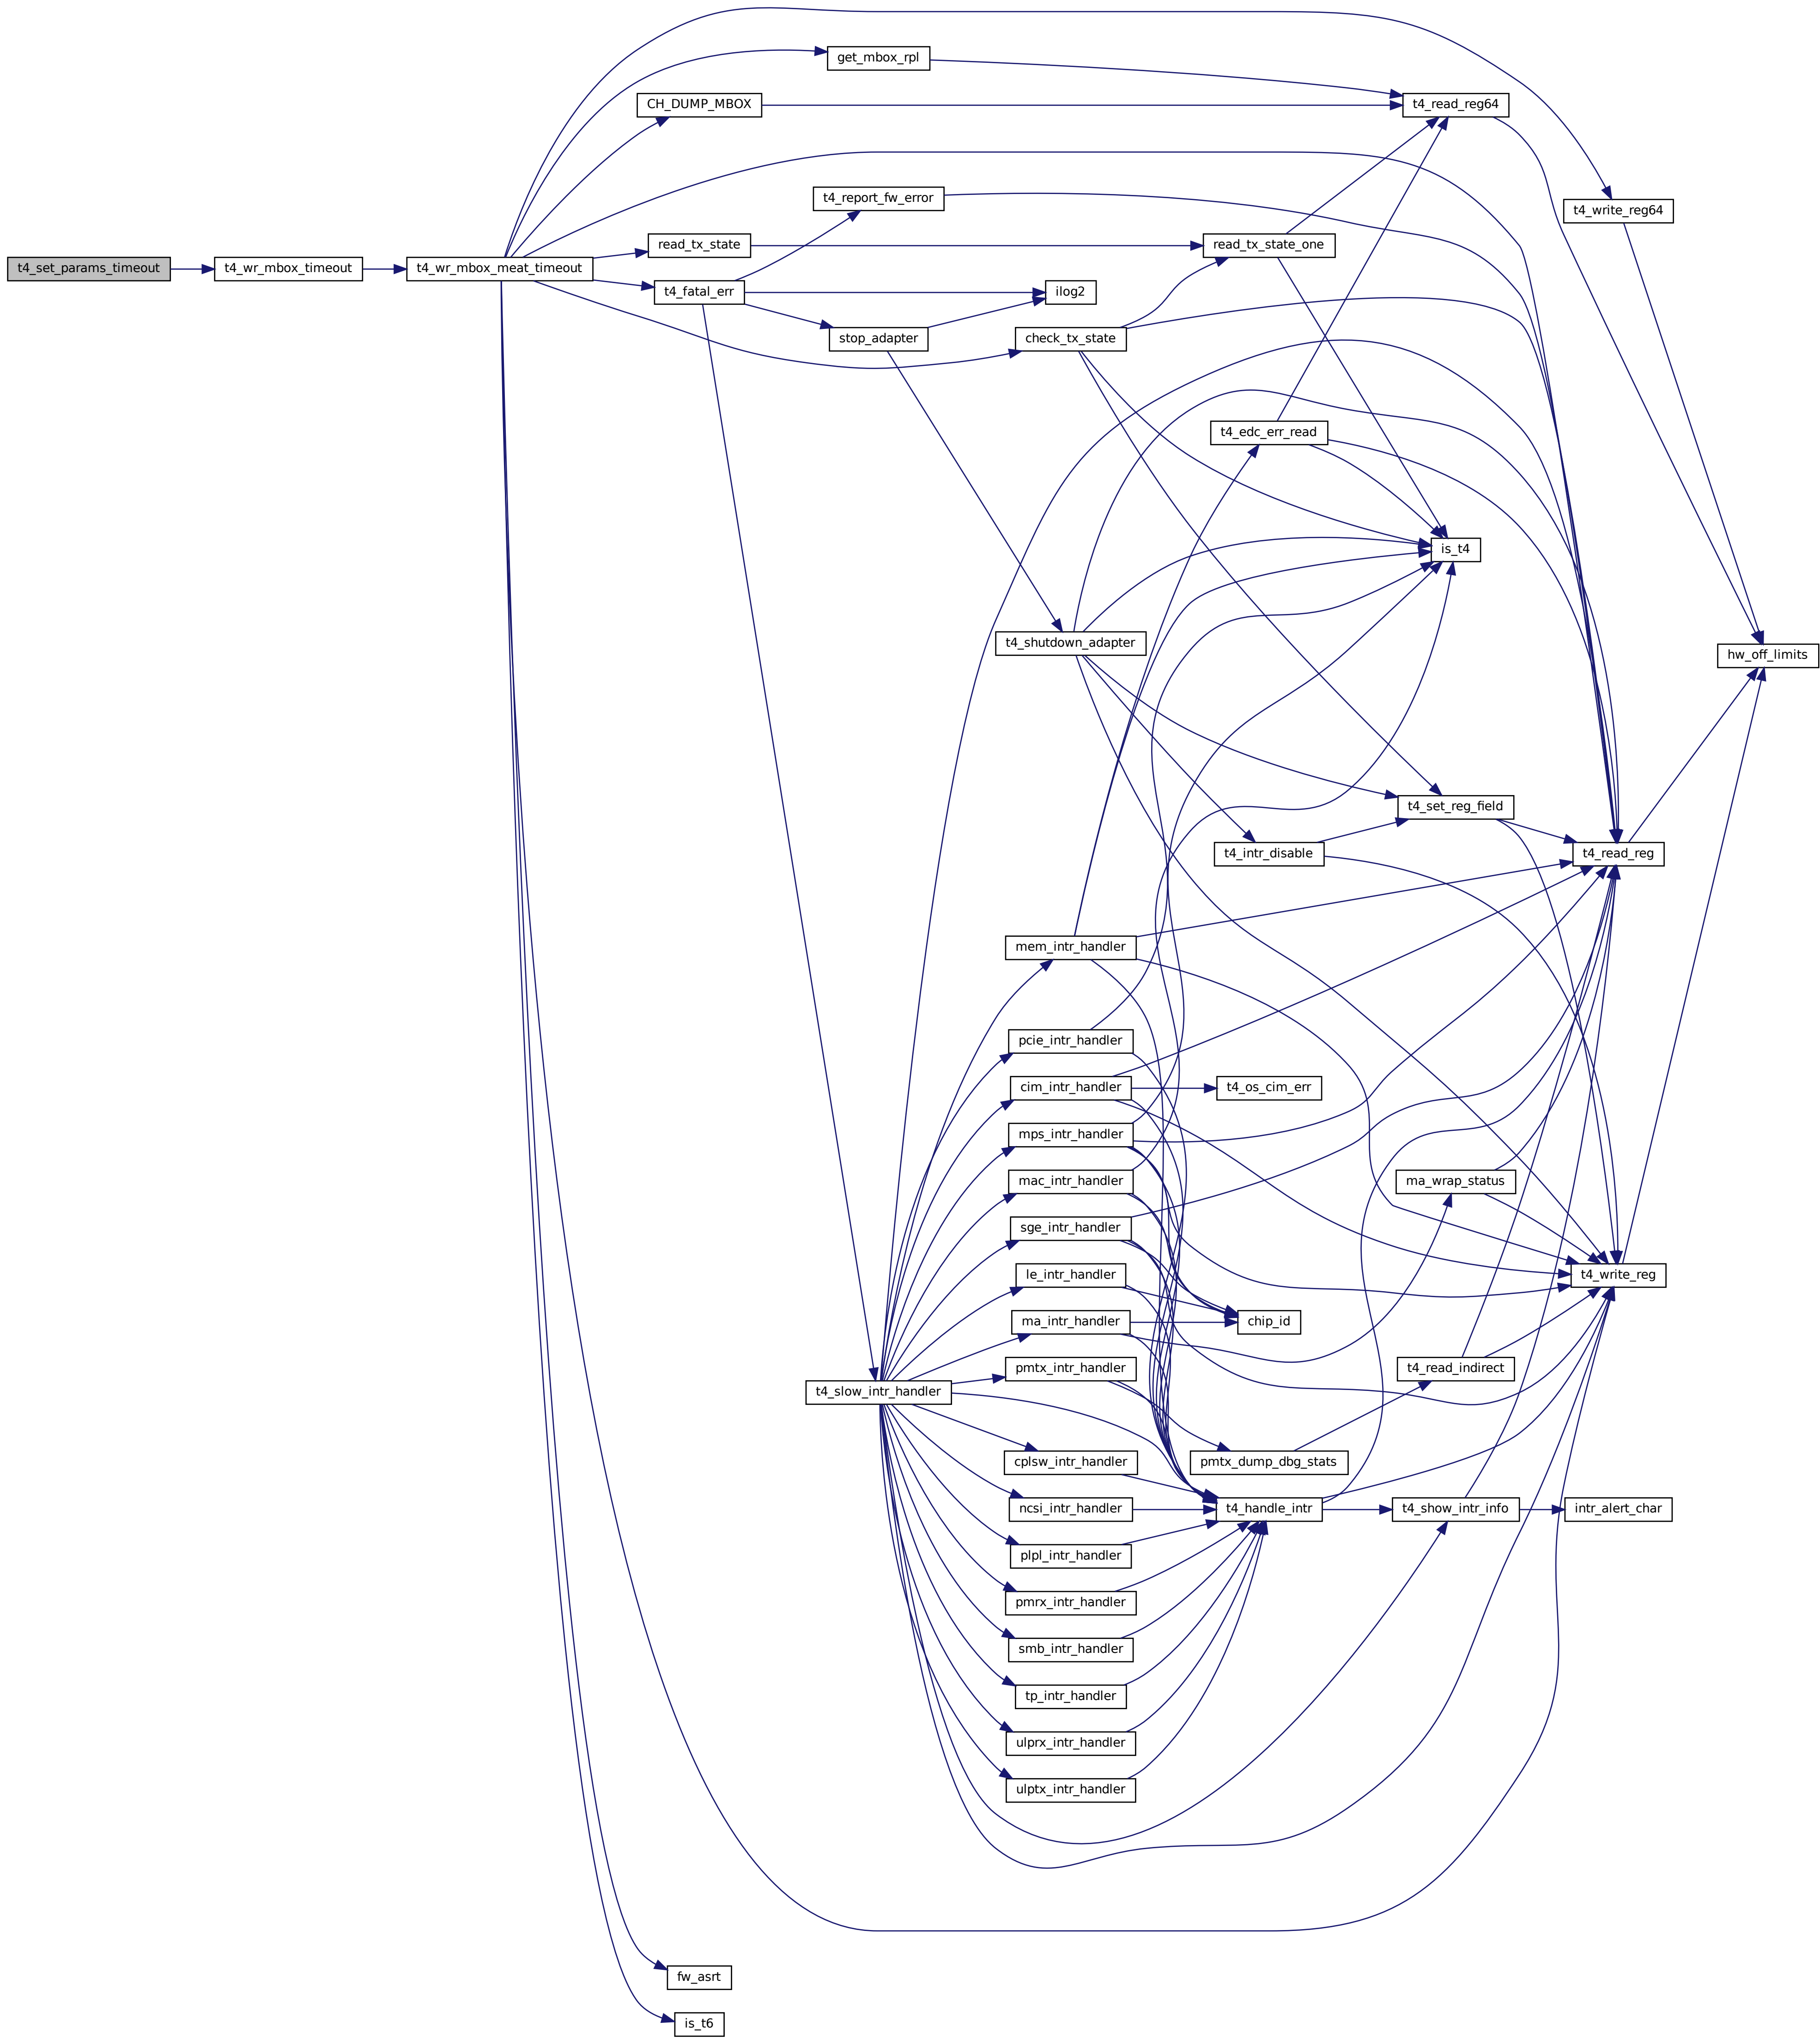 get_mbox_rpl
CH_DUMP_MBOX
t4_read_reg64
t4_report_fw_error
t4_write_reg64
read_tx_state
read_tx_state_one
t4_set_params_timeout
t4_wr_mbox_timeout
t4_wr_mbox_meat_timeout
t4_fatal_err
ilog2
stop_adapter
check_tx_state
t4_edc_err_read
is_t4
t4_shutdown_adapter
hw_off_limits
t4_set_reg_field
t4_intr_disable
t4_read_reg
mem_intr_handler
pcie_intr_handler
cim_intr_handler
t4_os_cim_err
mps_intr_handler
mac_intr_handler
ma_wrap_status
sge_intr_handler
le_intr_handler
t4_write_reg
ma_intr_handler
chip_id
pmtx_intr_handler
t4_read_indirect
t4_slow_intr_handler
cplsw_intr_handler
pmtx_dump_dbg_stats
ncsi_intr_handler
t4_handle_intr
t4_show_intr_info
intr_alert_char
plpl_intr_handler
pmrx_intr_handler
smb_intr_handler
tp_intr_handler
ulprx_intr_handler
ulptx_intr_handler
fw_asrt
is_t6